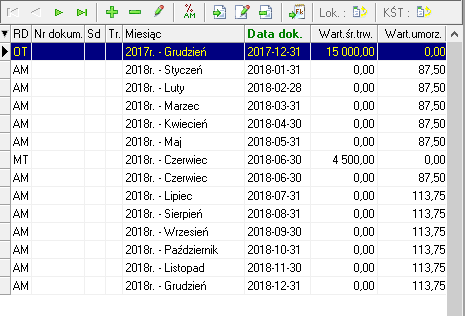 %
AM
Fk
Lok. :
KŚT :
RD Nr dokum. Sd Tr. Miesiąc Data dok. Wart.śr.trw. Wart.umorz.
OT 2017r. - Grudzień 2017-12-31 15 000,00 0,00
AM 2018r. - Styczeń 2018-01-31 0,00 87,50
AM 2018r. - Luty 2018-02-28 0,00 87,50
AM 2018r. - Marzec 2018-03-31 0,00 87,50
AM 2018r. - Kwiecień 2018-04-30 0,00 87,50
AM 2018r. - Maj 2018-05-31 0,00 87,50
MT 2018r. - Czerwiec 2018-06-30 4 500,00 0,00
AM 2018r. - Czerwiec 2018-06-30 0,00 87,50
AM 2018r. - Lipiec 2018-07-31 0,00 113,75
AM 2018r. - Sierpień 2018-08-31 0,00 113,75
AM 2018r. - Wrzesień 2018-09-30 0,00 113,75
AM 2018r. - Październik 2018-10-31 0,00 113,75
AM 2018r. - Listopad 2018-11-30 0,00 113,75
AM 2018r. - Grudzień 2018-12-31 0,00 113,75